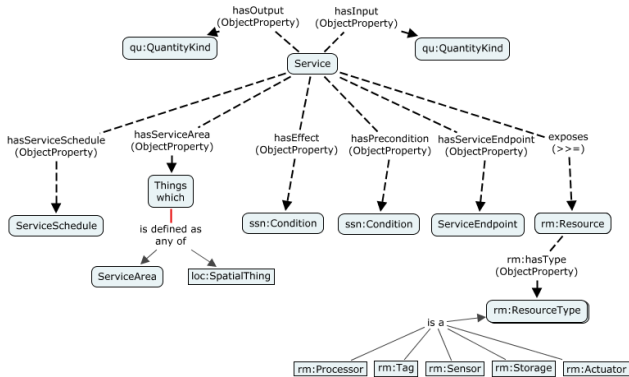 hasOutput
(ObjectProperty)
hasInput
(ObjectProperty)
qu:QuantityKind
qu:QuantityKind
Service
hasServiceSchedule
(ObjectProperty)
hasServiceArea
(ObjectProperty)
hasEffect
(ObjectProperty)
hasPrecondition
(ObjectProperty)
hasServiceEndpoint
(ObjectProperty)
exposes
(>>=)
Things
which
ServiceSchedule
ssn:Condition
ssn:Condition
ServiceEndpoint
rm:Resource
is defined as
any of
ServiceArea
loc:SpatialThing
rm:hasType
(ObjectProperty)
rm:ResourceType
is a
rm:Processor
rm:Tag
rm:Sensor
rm:Storage
rm:Actuator